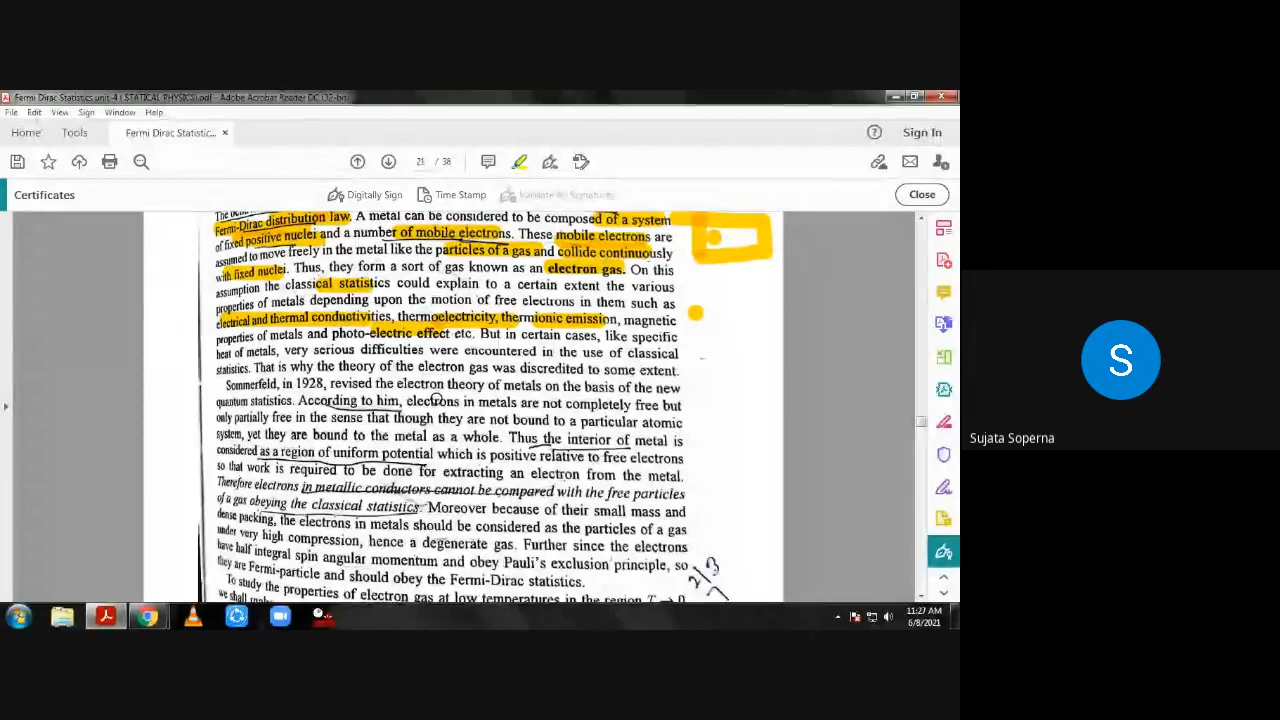 Fermi Dirac Statistics unit-4 ( STATICAL PHYSICS).pdf - Adobe Acrobat Reader DC (32-bit)
File Edit View Sign Window Help
Home Tools Fermi Dirac Statistic... × Sign In
21 / 38
Certificates Digitally Sign Time Stamp Validate All Signatures Close
The
Fermi-Dirac distribution law. A metal can be considered to be composed of a system
of fixed positive nuclei and a number of mobile electrons. These mobile electrons are
assumed to move freely in the metal like the particles of a gas and collide continuously
with fixed nuclei. Thus, they form a sort of gas known as an electron gas. On this
assumption the classical statistics could explain to a certain extent the various
properties of metals depending upon the motion of free electrons in them such as
electrical and thermal conductivities, thermoelectricity, thermionic emission, magnetic
properties of metals and photo-electric effect etc. But in certain cases, like specific
heat of metals, very serious difficulties were encountered in the use of classical
statistics. That is why the theory of the electron gas was discredited to some extent.
Sommerfeld, in 1928, revised the electron theory of metals on the basis of the new
quantum statistics. According to him, electrons in metals are not completely free but
only partially free in the sense that though they are not bound to a particular atomic
system, yet they are bound to the metal as a whole. Thus the interior of metal is
considered as a region of uniform potential which is positive relative to free electrons
so that work is required to be done for extracting an electron from the metal.
Therefore electrons in metallic conductors cannot be compared with the free particles
of a gas obeying the classical statistics. Moreover because of their small mass and
dense packing, the electrons in metals should be considered as the particles of a gas
under very high compression, hence a degenerate gas. Further since the electrons
have half integral spin angular momentum and obey Pauli's exclusion principle, so
they are Fermi-particle and should obey the Fermi-Dirac statistics.
To study the properties of electron gas at low temperatures in the region T → 0
we shall
2/3
S
Sujata Soperna
11:27 AM
6/8/2021